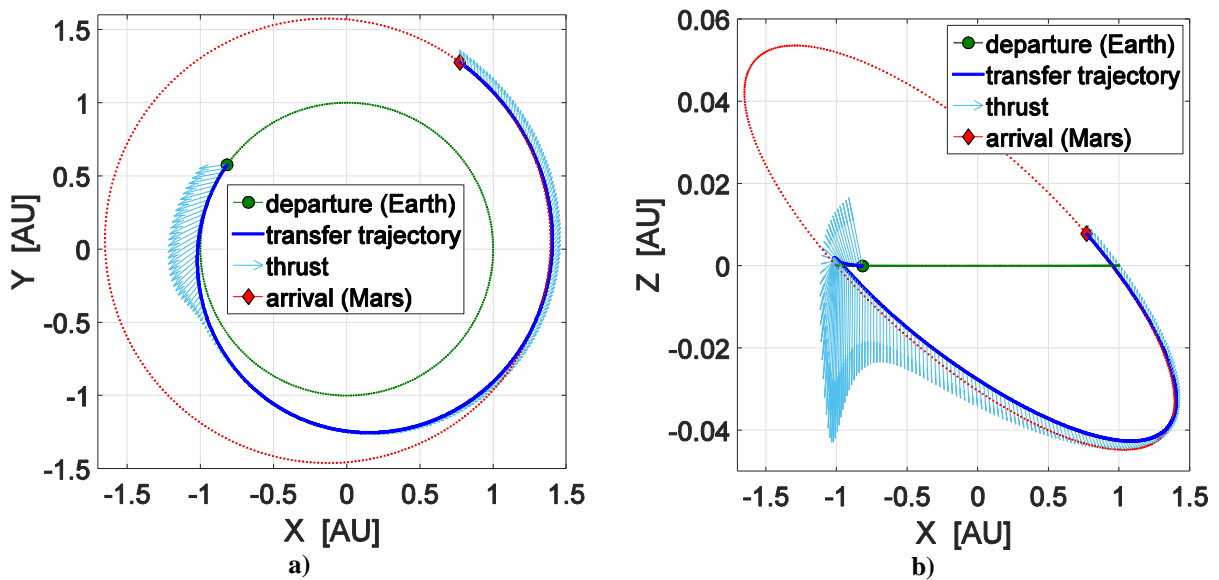 1.5
1
0.5
0
-0.5
-1
-1.5
Y [AU]
departure (Earth)
transfer trajectory
thrust
arrival (Mars)
-1.5 -1 -0.5 0 0.5 1 1.5
X [AU]
a)
0.06
0.04
0.02
0
-0.02
-0.04
Z [AU]
departure (Earth)
transfer trajectory
thrust
arrival (Mars)
-1.5 -1 -0.5 0 0.5 1 1.5
X [AU]
b)